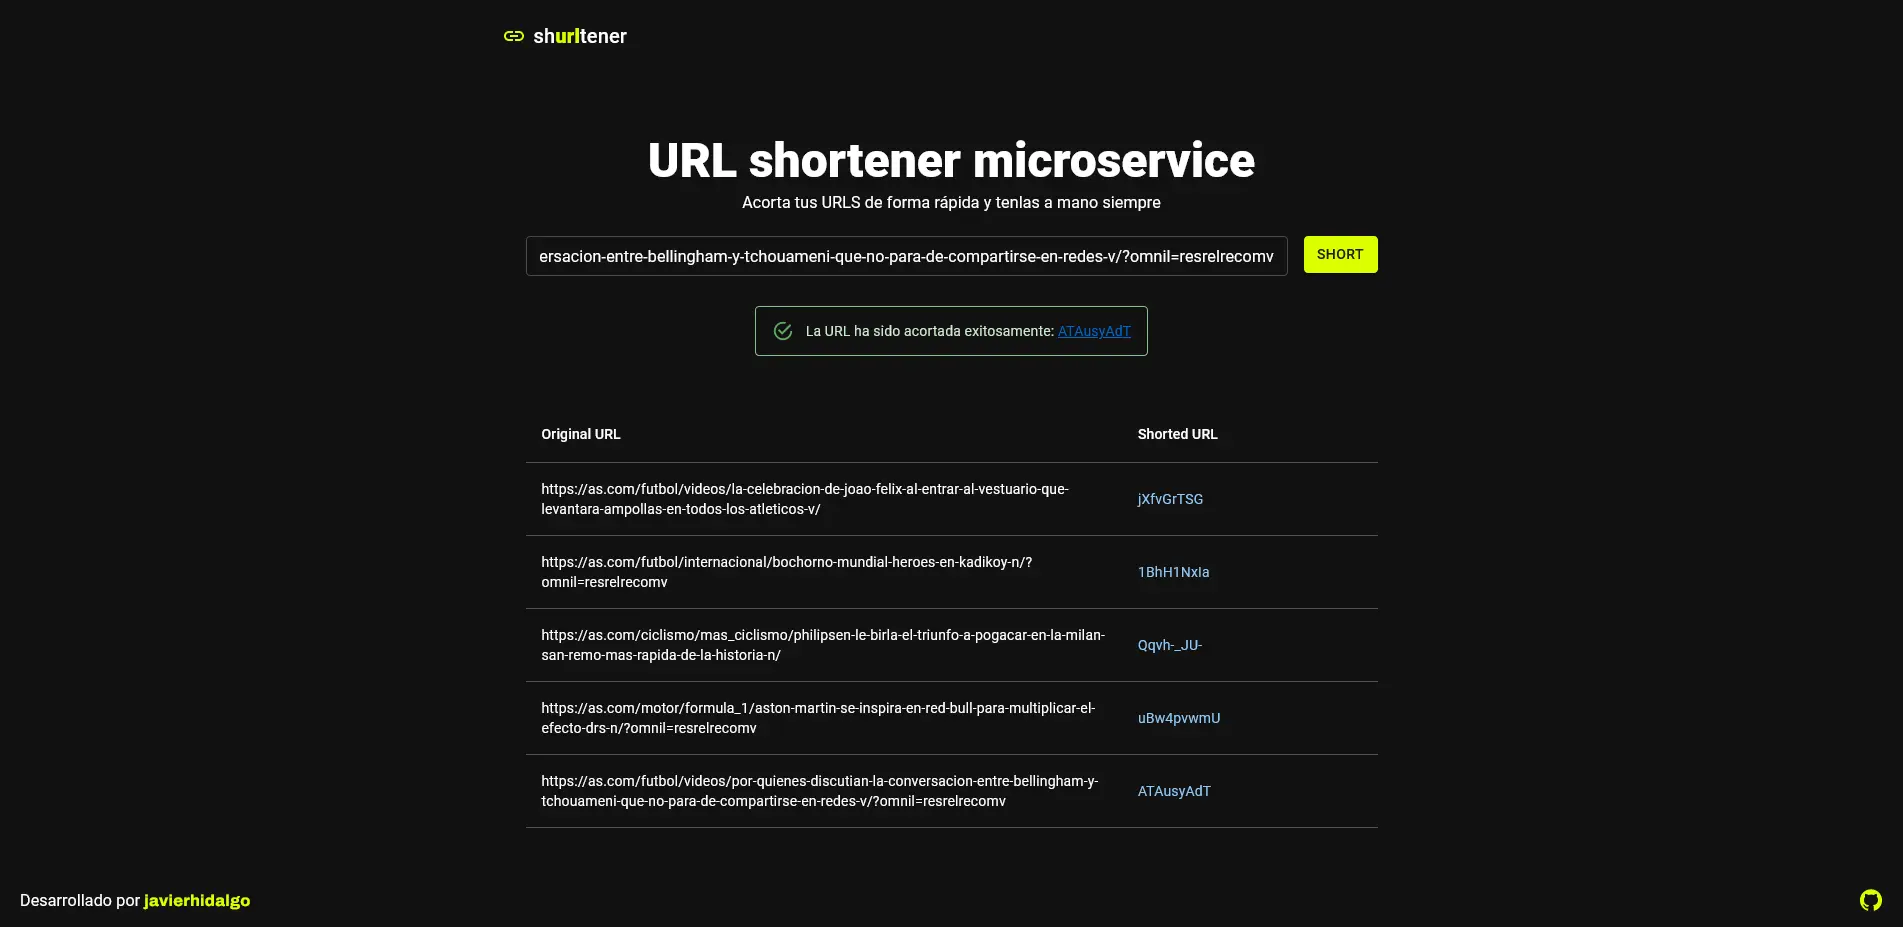 shurltener
URL shortener microservice
Acorta tus URLS de forma rápida y tenlas a mano siempre
ersacion-entre-bellingham-y-tchouameni-que-no-para-de-compartirse-en-redes-v/?omnil=resrelrecomv
SHORT
La URL ha sido acortada exitosamente: ATAusyAdT
Original URL
Shorted URL
https://as.com/futbol/videos/la-celebracion-de-joao-felix-al-entrar-al-vestuario-que-
levantara-ampollas-en-todos-los-atleticos-v/
jXfvGrTSG
https://as.com/futbol/internacional/bochorno-mundial-heroes-en-kadikoy-n/?
omnil=resrelrecomv
1BhH1NxIa
https://as.com/ciclismo/mas_ciclismo/philipsen-le-birla-el-triunfo-a-pogacar-en-la-milan-
san-remo-mas-rapida-de-la-historia-n/
Qqvh-_JU-
https://as.com/motor/formula_1/aston-martin-se-inspira-en-red-bull-para-multiplicar-el-
efecto-drs-n/?omnil=resrelrecomv
uBw4pvwmU
https://as.com/futbol/videos/por-quienes-discutian-la-conversacion-entre-bellingham-y-
tchouameni-que-no-para-de-compartirse-en-redes-v/?omnil=resrelrecomv
ATAusyAdT
Desarrollado por javierhidalgo